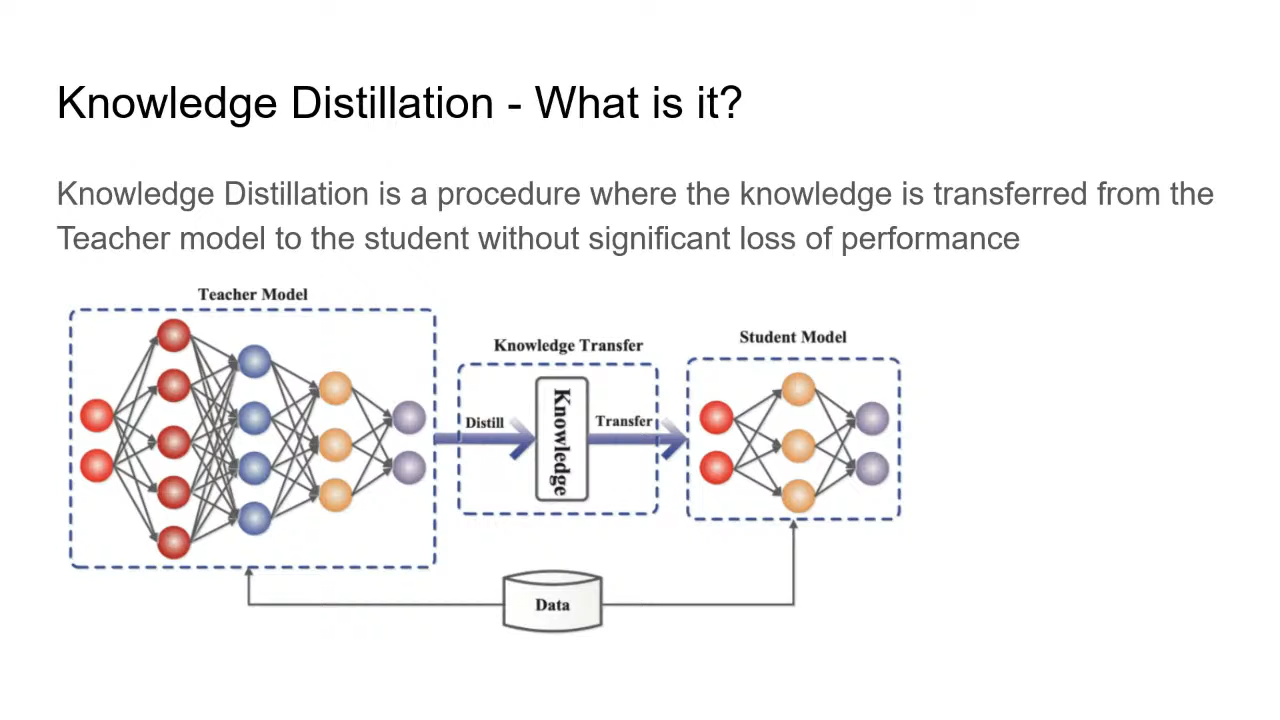 Knowledge Distillation - What is it?
Knowledge Distillation is a procedure where the knowledge is transferred from the
Teacher model to the student without significant loss of performance
Teacher Model
Knowledge Transfer
Student Model
Distill
Knowledge
Transfer
Data